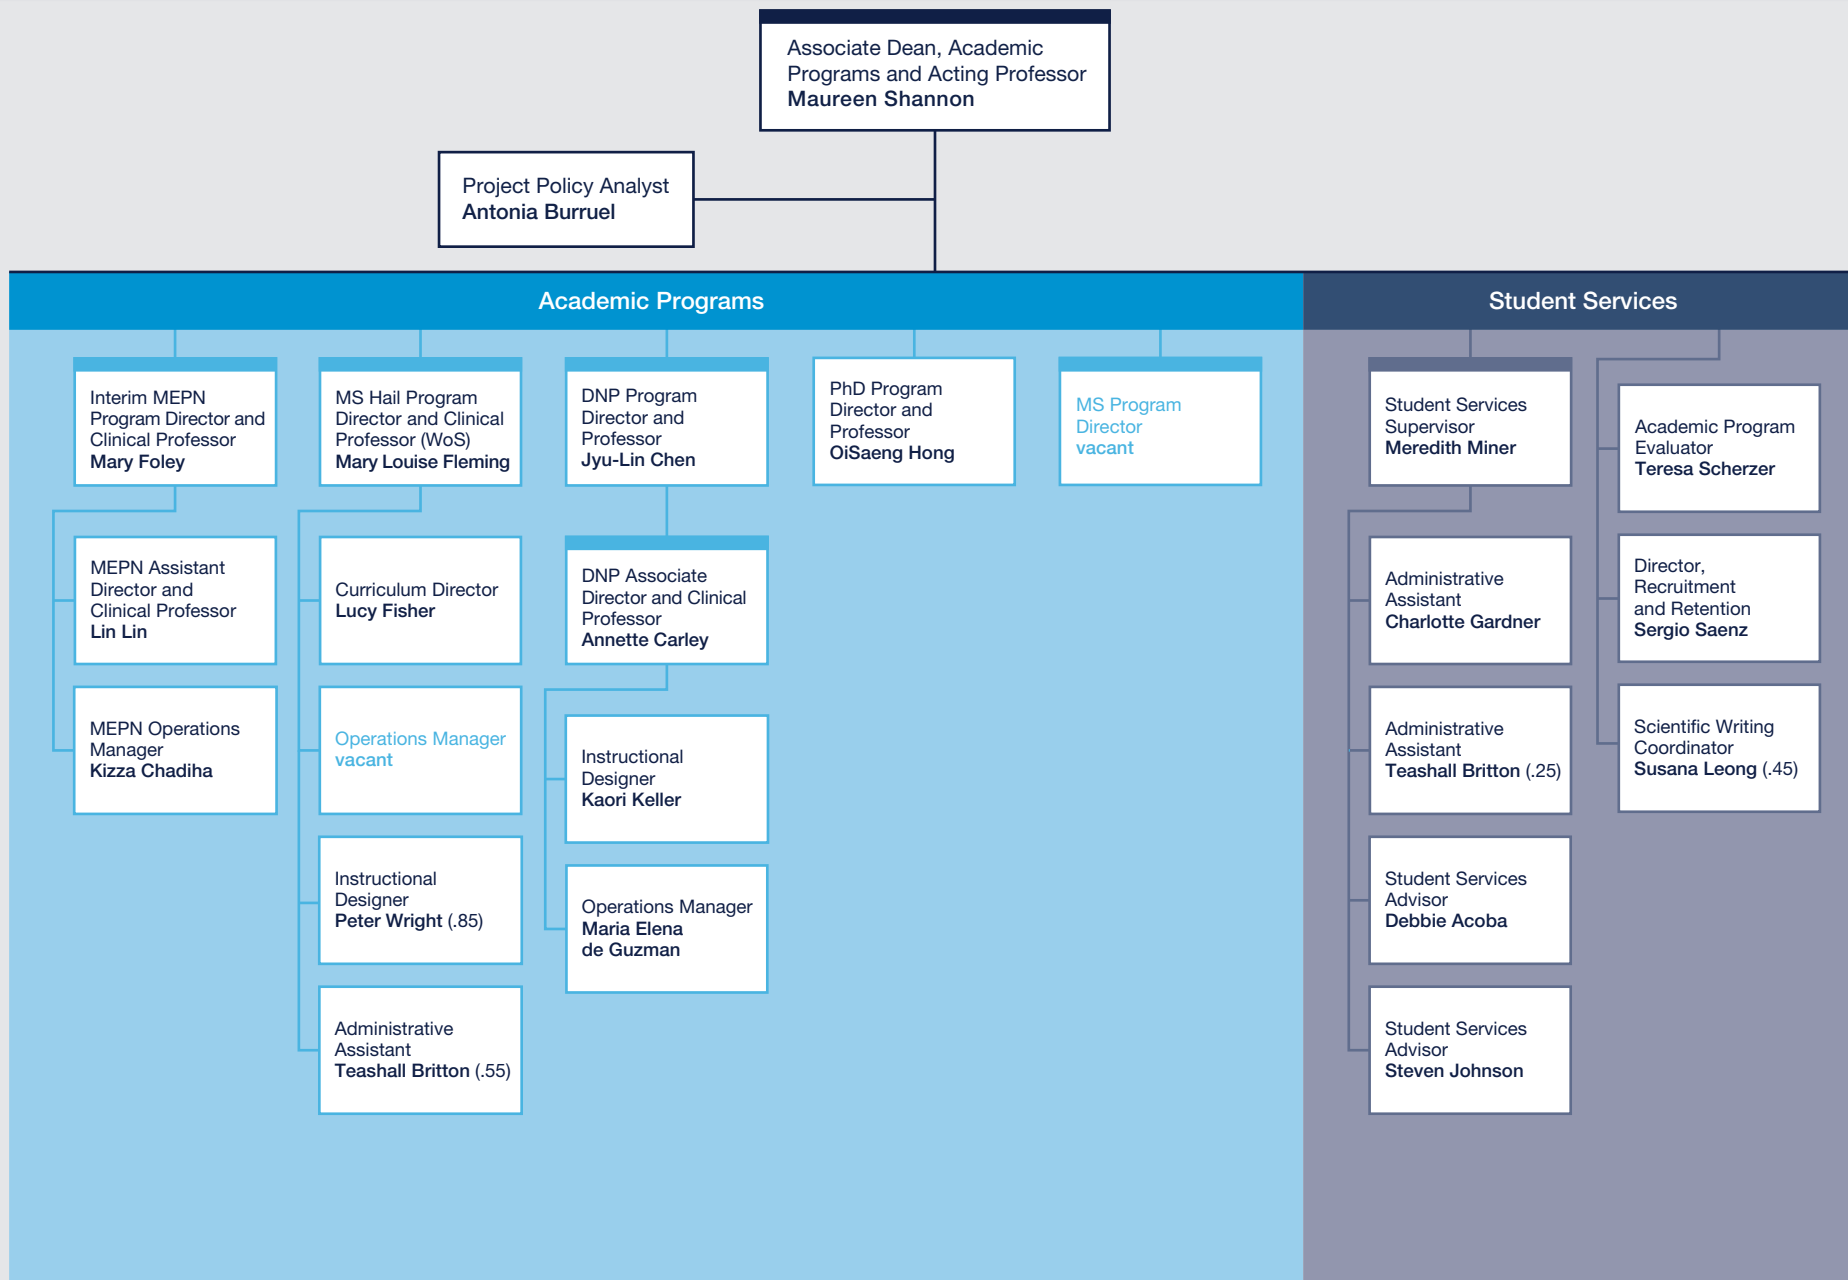 Associate Dean, Academic
Programs and Acting Professor
Maureen Shannon
Project Policy Analyst
Antonia Burruel
Academic Programs
Student Services
Interim MEPN
Program Director and
Clinical Professor
Mary Foley
MEPN Assistant
Director and
Clinical Professor
Lin Lin
MEPN Operations
Manager
Kizza Chadiha
MS Hail Program
Director and Clinical
Professor (WoS)
Mary Louise Fleming
Curriculum Director
Lucy Fisher
Operations Manager
vacant
Instructional
Designer
Peter Wright (.85)
Administrative
Assistant
Teashall Britton (.55)
DNP Program
Director and
Professor
Jyu-Lin Chen
DNP Associate
Director and Clinical
Professor
Annette Carley
Instructional
Designer
Kaori Keller
Operations Manager
Maria Elena
de Guzman
PhD Program
Director and
Professor
OiSaeng Hong
MS Program
Director
vacant
Student Services
Supervisor
Meredith Miner
Administrative
Assistant
Charlotte Gardner
Administrative
Assistant
Teashall Britton (.25)
Student Services
Advisor
Debbie Acoba
Student Services
Advisor
Steven Johnson
Academic Program
Evaluator
Teresa Scherzer
Director,
Recruitment
and Retention
Sergio Saenz
Scientific Writing
Coordinator
Susana Leong (.45)